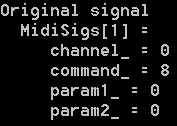 Original signal
MidiSigs[1] =
channel_ = 0
command_ = 8
param1_ = 0
param2_ = 0